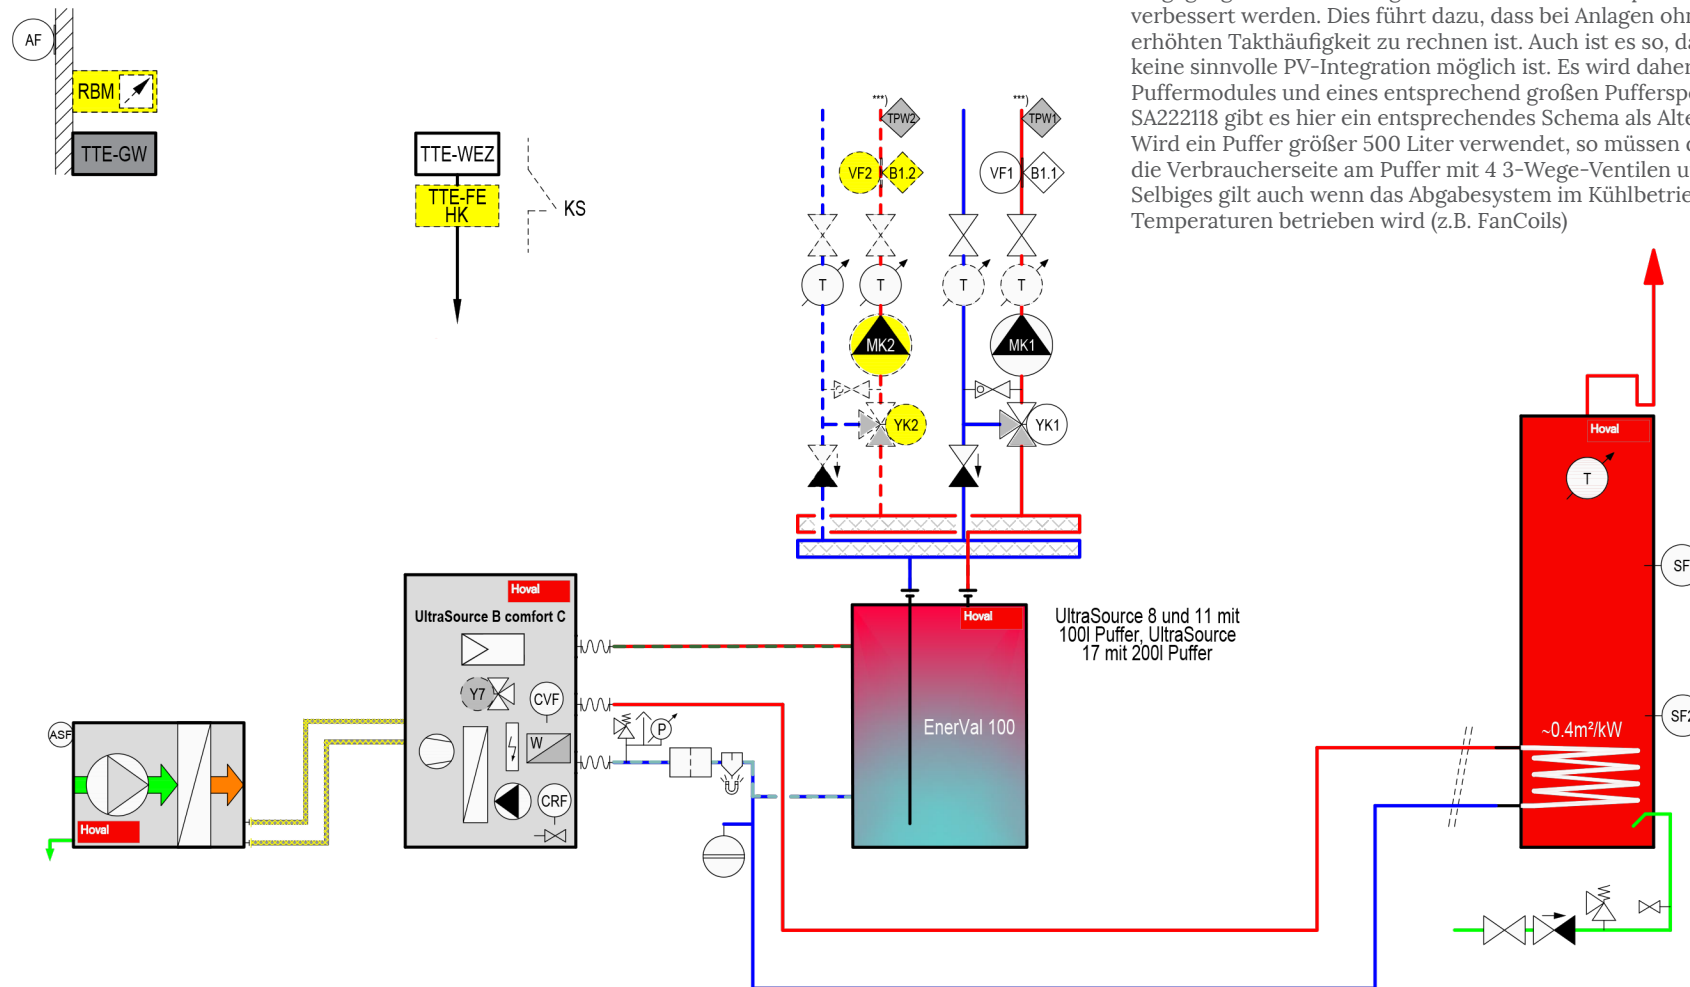 verbessert werden. Dies führt dazu, dass bei Anlagen
erhöhten Takthäufigkeit zu rechnen ist. Auch ist es so,
keine sinnvolle PV-Integration möglich ist. Es wird daher
Puffermodules und eines entsprechend großen
SA222118 gibt es hier ein entsprechendes Schema als
Wird ein Puffer größer 500 Liter verwendet, so müssen
die Verbraucherseite am Puffer mit 4 3-Wege-Ventilen
Selbiges gilt auch wenn das Abgabesystem im
Temperaturen betrieben wird (z.B. FanCoils)
AF
RBM
TTE-GW
TTE-WEZ
TTE-FE
HK
KS
***)
TPW2
***)
TPW1
VF2
B1.2
VF1
B1.1
T
T
T
T
MK2
MK1
YK2
YK1
Hoval
T
SF2
~0.4m²/kW
Hoval
UltraSource B comfort C
Y7
CVF
W
CRF
P
ASF
Hoval
Hoval
EnerVal 100
UltraSource 8 und 11 mit
100l Puffer, UltraSource
17 mit 200l Puffer